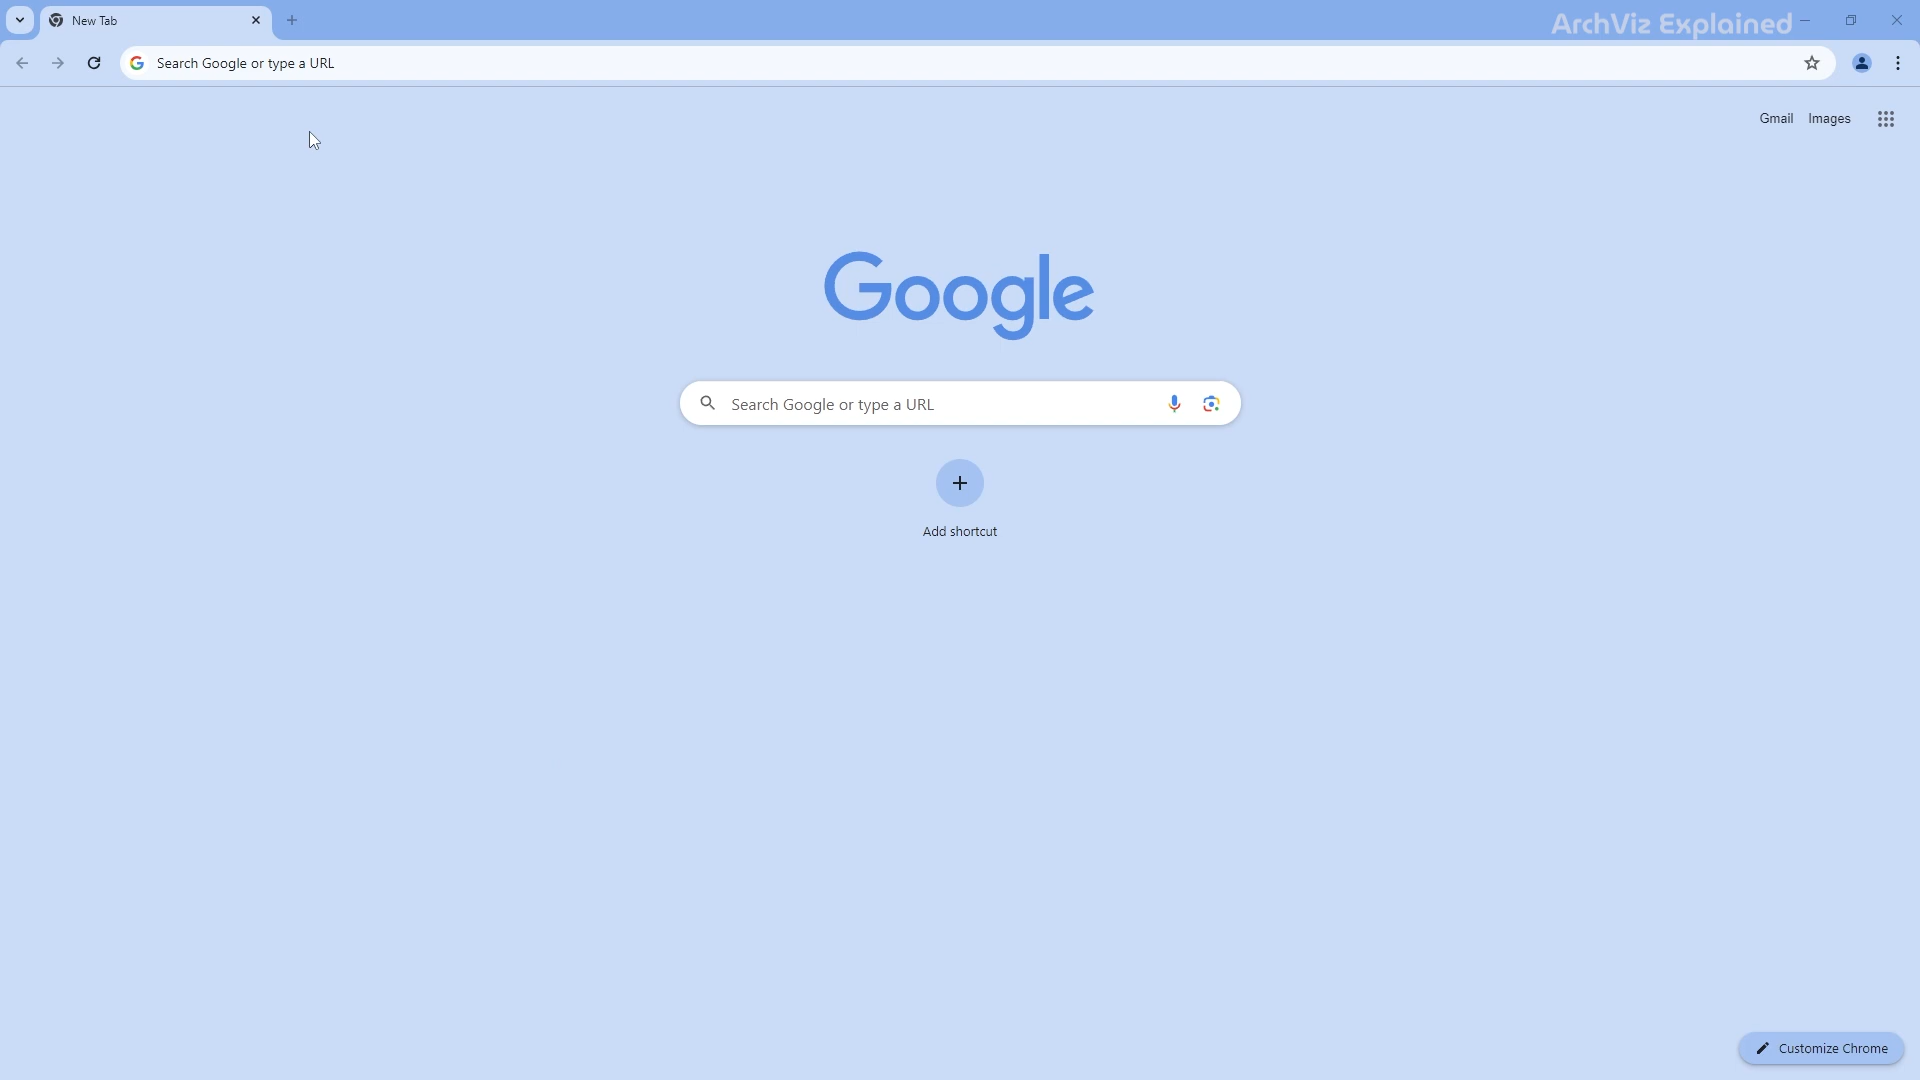 New Tab
ArchViz Explained
Search Google or type a URL
Gmail Images
Google
Search Google or type a URL
Add shortcut
Customize Chrome